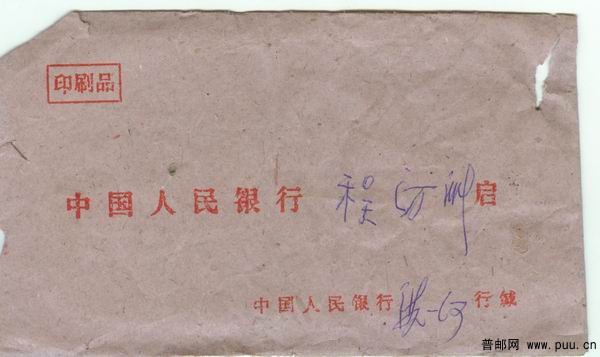 印刷品
中国人民银行 程 启
中国人民银行 行缄
普邮网 www.puu.cn